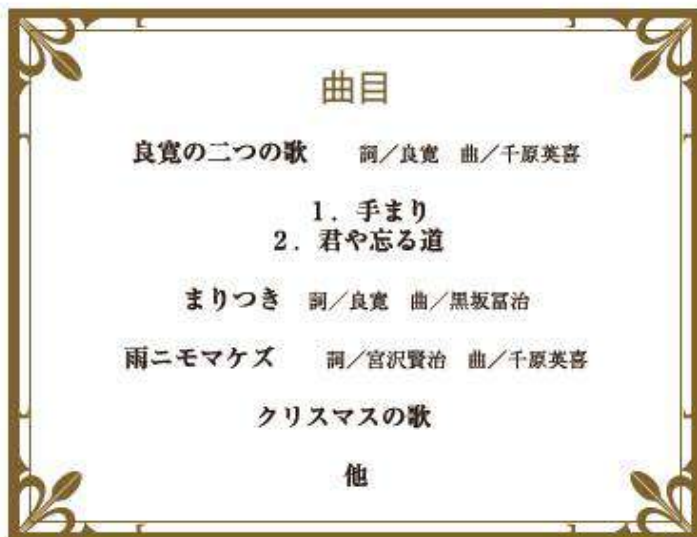 曲目
良寛の二つの歌　詞／良寛　曲／千原英喜
1．手まり
2．君や忘る道
まりつき　詞／良寛　曲／黒坂冨治
雨ニモマケズ　詞／宮沢賢治　曲／千原英喜
クリスマスの歌
他